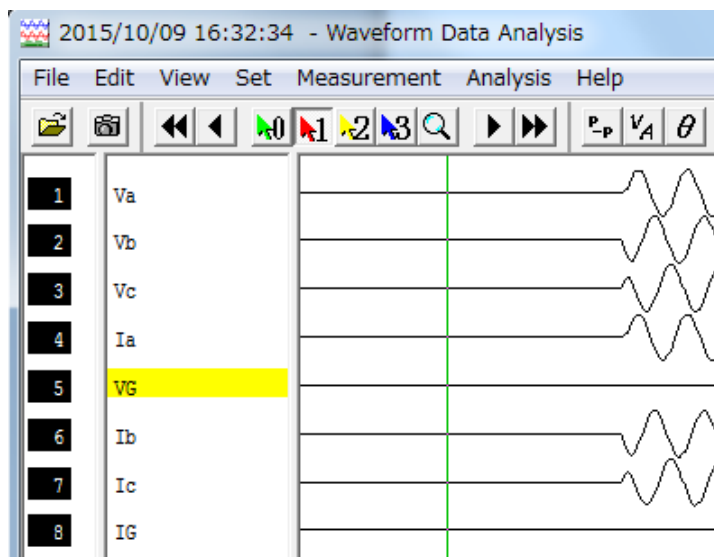 2015/10/09 16:32:34 - Waveform Data Analysis
File Edit View Set Measurement Analysis Help
0 1 2 3 P-P V/A θ
1 Va
2 Vb
3 Vc
4 Ia
5 VG
6 Ib
7 Ic
8 IG